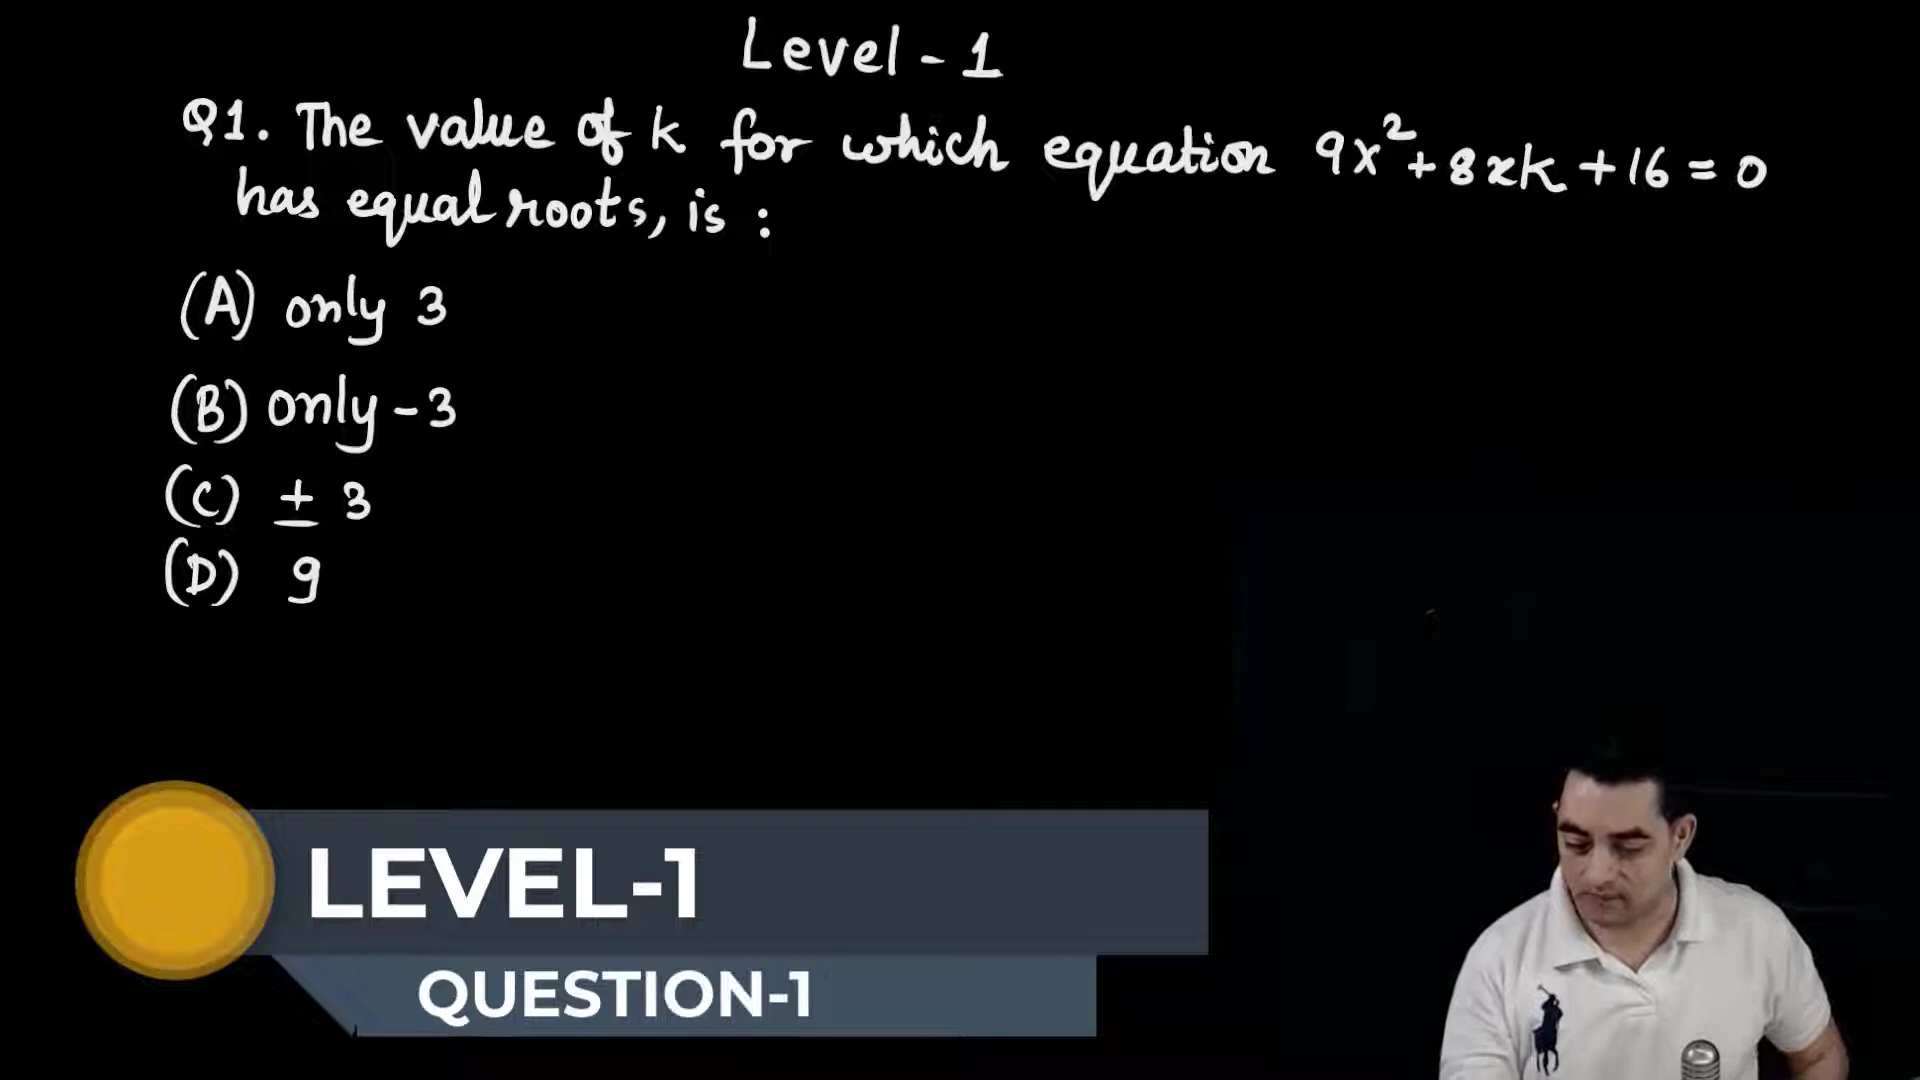 Level - 1
Q1. The value of k for which equation 9x²+8xk+16=0
has equal roots, is :
(A) only 3
(B) only -3
(C) ± 3
(D) 9
LEVEL-1
QUESTION-1